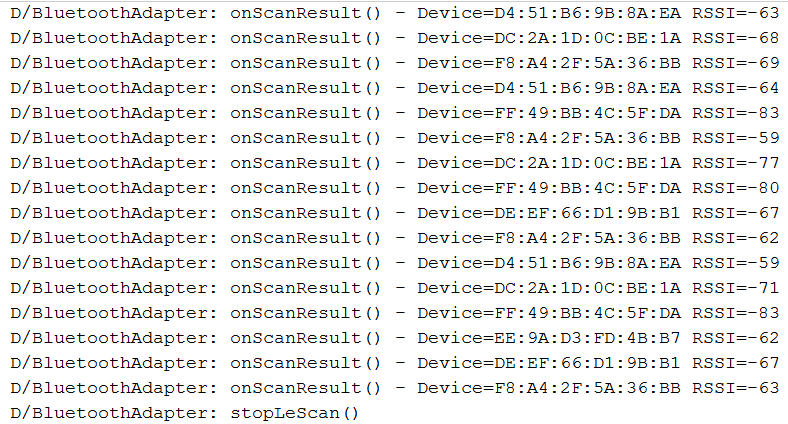 D/BluetoothAdapter: onScanResult() - Device=D4:51:B6:9B:8A:EA RSSI=-63
D/BluetoothAdapter: onScanResult() - Device=DC:2A:1D:0C:BE:1A RSSI=-68
D/BluetoothAdapter: onScanResult() - Device=F8:A4:2F:5A:36:BB RSSI=-69
D/BluetoothAdapter: onScanResult() - Device=D4:51:B6:9B:8A:EA RSSI=-64
D/BluetoothAdapter: onScanResult() - Device=FF:49:BB:4C:5F:DA RSSI=-83
D/BluetoothAdapter: onScanResult() - Device=F8:A4:2F:5A:36:BB RSSI=-59
D/BluetoothAdapter: onScanResult() - Device=DC:2A:1D:0C:BE:1A RSSI=-77
D/BluetoothAdapter: onScanResult() - Device=FF:49:BB:4C:5F:DA RSSI=-80
D/BluetoothAdapter: onScanResult() - Device=DE:EF:66:D1:9B:B1 RSSI=-67
D/BluetoothAdapter: onScanResult() - Device=F8:A4:2F:5A:36:BB RSSI=-62
D/BluetoothAdapter: onScanResult() - Device=D4:51:B6:9B:8A:EA RSSI=-59
D/BluetoothAdapter: onScanResult() - Device=DC:2A:1D:0C:BE:1A RSSI=-71
D/BluetoothAdapter: onScanResult() - Device=FF:49:BB:4C:5F:DA RSSI=-83
D/BluetoothAdapter: onScanResult() - Device=EE:9A:D3:FD:4B:B7 RSSI=-62
D/BluetoothAdapter: onScanResult() - Device=DE:EF:66:D1:9B:B1 RSSI=-67
D/BluetoothAdapter: onScanResult() - Device=F8:A4:2F:5A:36:BB RSSI=-63
D/BluetoothAdapter: stopLeScan()